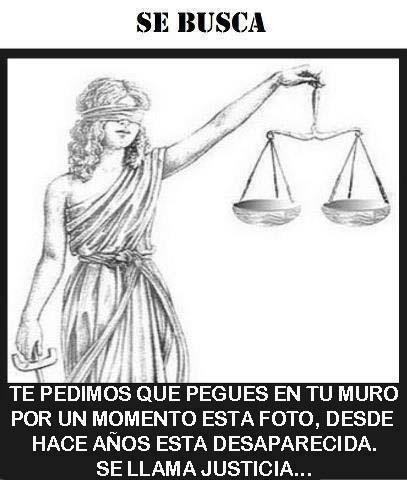 SE BUSCA
TE PEDIMOS QUE PEGUES EN TU MURO
POR UN MOMENTO ESTA FOTO, DESDE
HACE AÑOS ESTA DESAPARECIDA.
SE LLAMA JUSTICIA...